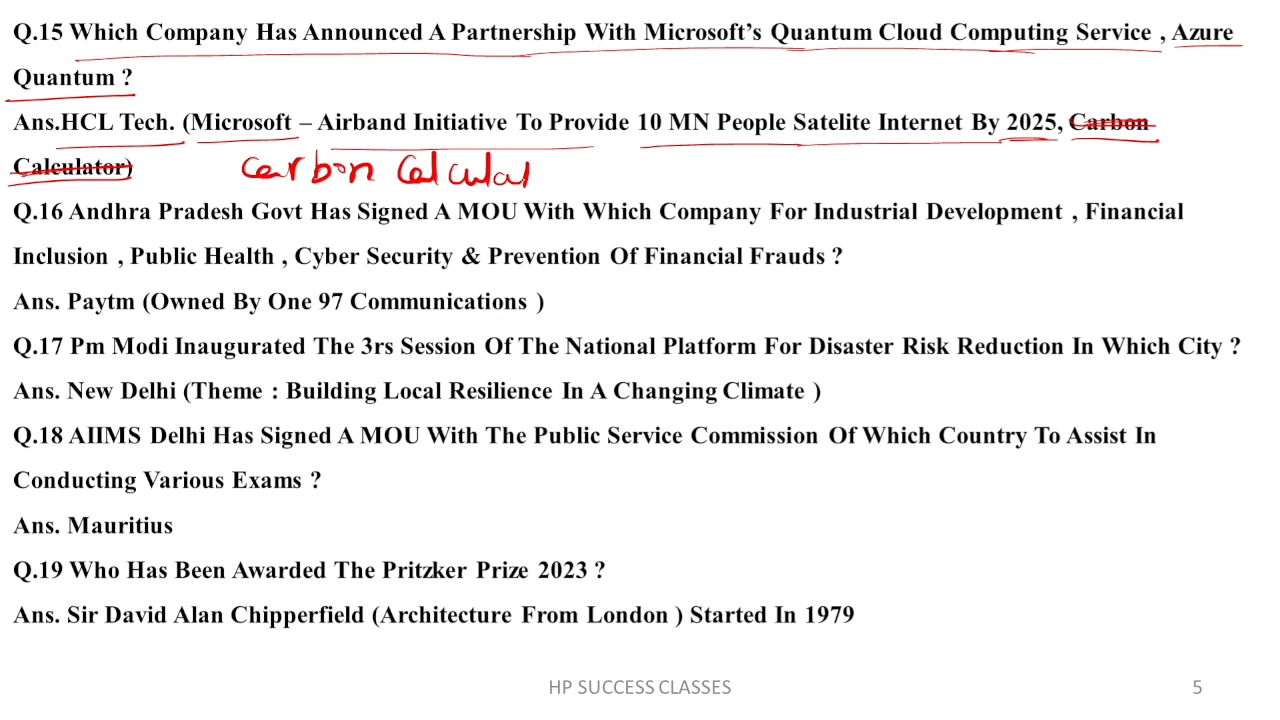 Q.15 Which Company Has Announced A Partnership With Microsoft’s Quantum Cloud Computing Service , Azure
Quantum ?
Ans.HCL Tech. (Microsoft – Airband Initiative To Provide 10 MN People Satelite Internet By 2025, Carbon
Calculator)
Carbon Calculat
Q.16 Andhra Pradesh Govt Has Signed A MOU With Which Company For Industrial Development , Financial
Inclusion , Public Health , Cyber Security & Prevention Of Financial Frauds ?
Ans. Paytm (Owned By One 97 Communications )
Q.17 Pm Modi Inaugurated The 3rs Session Of The National Platform For Disaster Risk Reduction In Which City ?
Ans. New Delhi (Theme : Building Local Resilience In A Changing Climate )
Q.18 AIIMS Delhi Has Signed A MOU With The Public Service Commission Of Which Country To Assist In
Conducting Various Exams ?
Ans. Mauritius
Q.19 Who Has Been Awarded The Pritzker Prize 2023 ?
Ans. Sir David Alan Chipperfield (Architecture From London ) Started In 1979
HP SUCCESS CLASSES 5